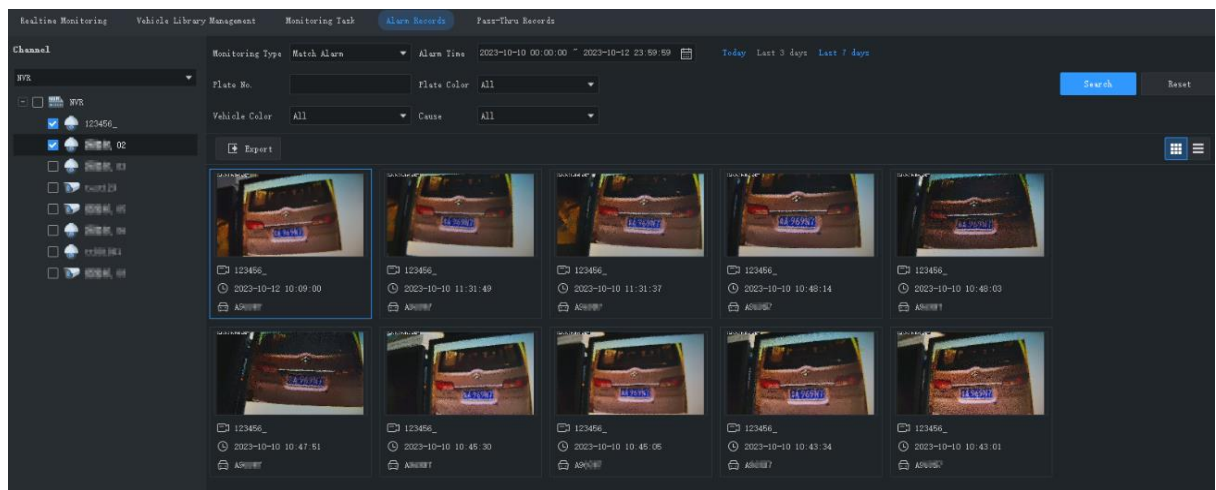 Realtime Monitoring Vehicle Library Management Monitoring Task Alarm Records Pass-Thru Records
Channel
NVR
NVR
123456_
02
03
05
04
Monitoring Type Match Alarm Alarm Time 2023-10-10 00:00:00 ~ 2023-10-12 23:59:59 Today Last 3 days Last 7 days
Plate No. Plate Color All Search Reset
Vehicle Color All Cause All
Export
123456_ 123456_ 123456_ 123456_ 123456_
2023-10-12 10:09:00 2023-10-10 11:31:49 2023-10-10 11:31:37 2023-10-10 10:48:14 2023-10-10 10:48:03
123456_ 123456_ 123456_ 123456_ 123456_
2023-10-10 10:47:51 2023-10-10 10:45:30 2023-10-10 10:45:05 2023-10-10 10:43:34 2023-10-10 10:43:01